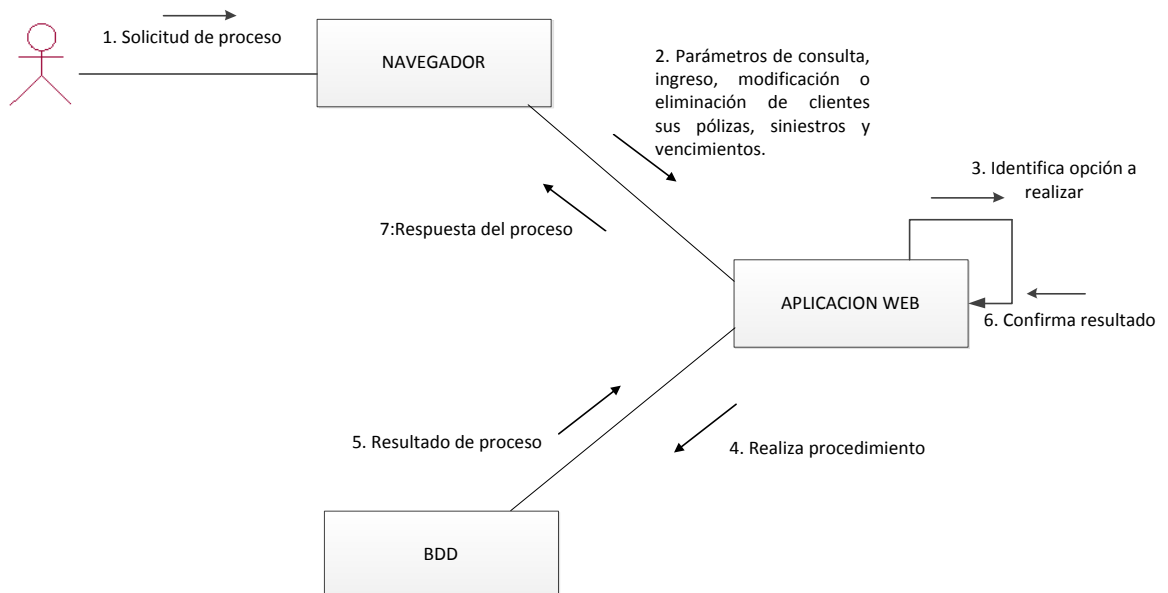 1. Solicitud de proceso
NAVEGADOR
2. Parámetros de consulta,
ingreso, modificación o
eliminación de clientes
sus pólizas, siniestros y
vencimientos.
3. Identifica opción a
realizar
7:Respuesta del proceso
APLICACION WEB
6. Confirma resultado
5. Resultado de proceso
4. Realiza procedimiento
BDD